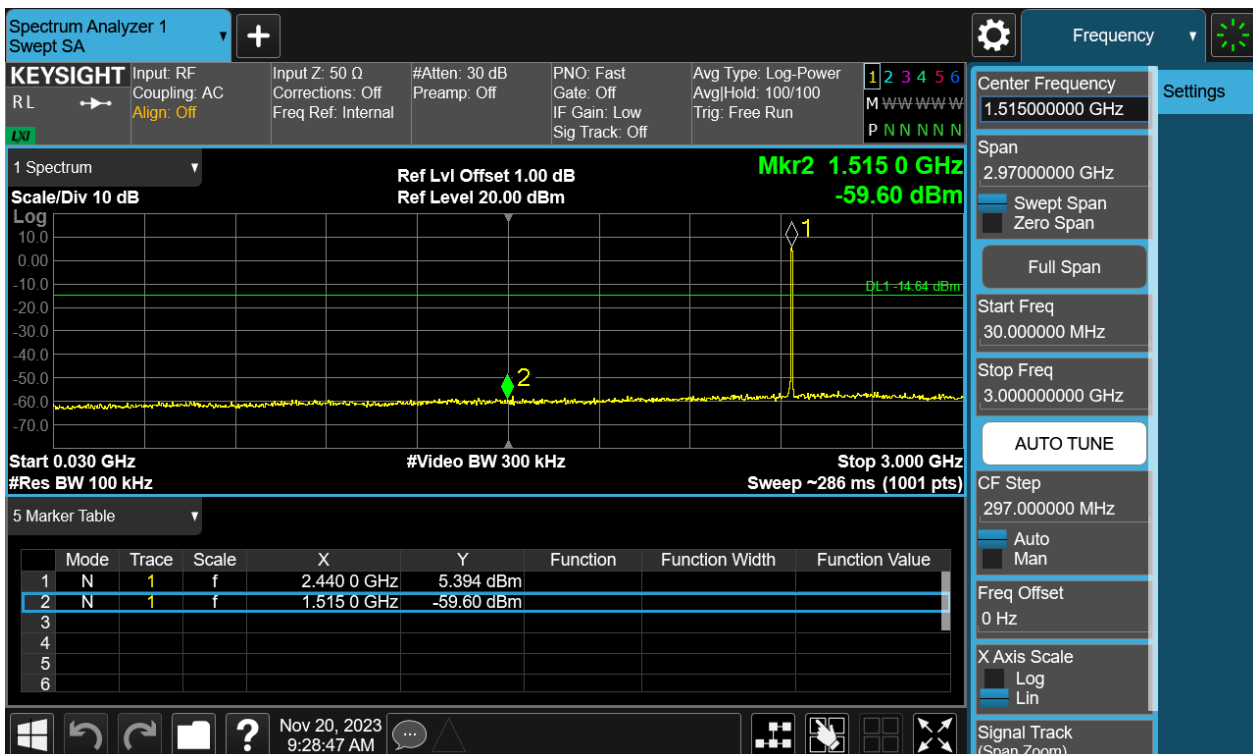 Spectrum Analyzer 1
Swept SA
Frequency
KEYSIGHT
R L
LXI
Input: RF
Coupling: AC
Align: Off
Input Z: 50 Ω
Corrections: Off
Freq Ref: Internal
#Atten: 30 dB
Preamp: Off
PNO: Fast
Gate: Off
IF Gain: Low
Sig Track: Off
Avg Type: Log-Power
Avg|Hold: 100/100
Trig: Free Run
1 2 3 4 5 6
M W W W W W
P N N N N N
Center Frequency
1.515000000 GHz
Settings
1 Spectrum
Scale/Div 10 dB
Ref Lvl Offset 1.00 dB
Ref Level 20.00 dBm
Mkr2 1.515 0 GHz
-59.60 dBm
Log
10.0
0.00
-10.0
-20.0
-30.0
-40.0
-50.0
-60.0
-70.0
1
DL1 -14.64 dBm
2
Start 0.030 GHz
#Res BW 100 kHz
#Video BW 300 kHz
Stop 3.000 GHz
Sweep ~286 ms (1001 pts)
Span
2.97000000 GHz
Swept Span
Zero Span
Full Span
Start Freq
30.000000 MHz
Stop Freq
3.000000000 GHz
AUTO TUNE
CF Step
297.000000 MHz
Auto
Man
Freq Offset
0 Hz
X Axis Scale
Log
Lin
Signal Track
(Span Zoom)
5 Marker Table
Mode Trace Scale X Y Function Function Width Function Value
1 N 1 f 2.440 0 GHz 5.394 dBm
2 N 1 f 1.515 0 GHz -59.60 dBm
3
4
5
6
?
Nov 20, 2023
9:28:47 AM